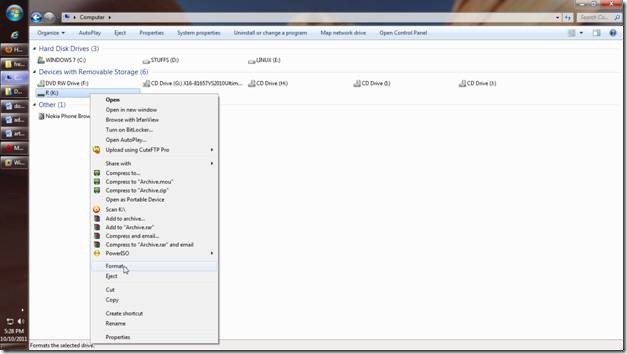 Computer
Search Co...
Organize AutoPlay Eject Properties System properties Uninstall or change a program Map network drive Open Control Panel
Hard Disk Drives (3)
WINDOWS 7 (C:) STUFFS (D:) LINUX (E:)
Devices with Removable Storage (6)
DVD RW Drive (F:) CD Drive (G:) X16-81657VS2010Ultim... CD Drive (H:) CD Drive (I:) CD Drive (J:)
R (K:)
Other (1)
Nokia Phone Brow
Open
Open in new window
Browse with IrfanView
Turn on BitLocker...
Open AutoPlay...
Upload using CuteFTP Pro
Share with
Compress to...
Compress to "Archive.mou"
Compress to "Archive.zip"
Open as Portable Device
Scan K:\
Add to archive...
Add to "Archive.rar"
Compress and email...
Compress to "Archive.rar" and email
PowerISO
Format...
Eject
Cut
Copy
Create shortcut
Rename
Properties
H...
fre...
C...
D...
do...
ad...
art...
M...
Wi...
5:28 PM
10/10/2011
Formats the selected drive.